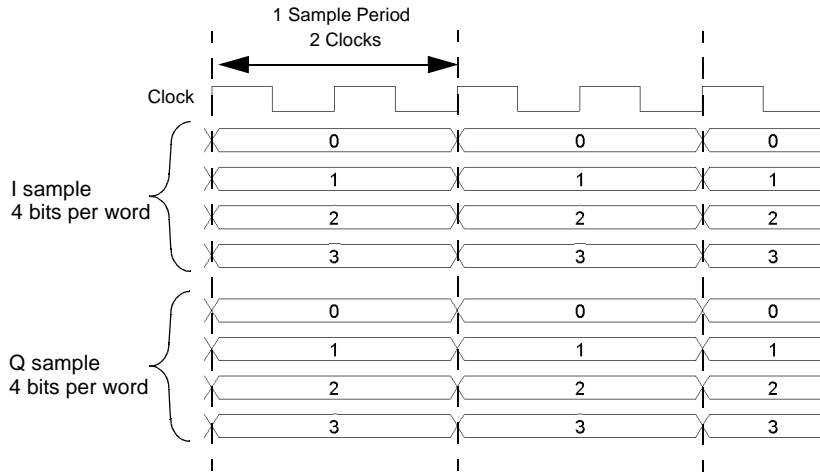 1 Sample Period
2 Clocks
Clock
I sample
4 bits per word
0 0 0
1 1 1
2 2 2
3 3 3
Q sample
4 bits per word
0 0 0
1 1 1
2 2 2
3 3 3